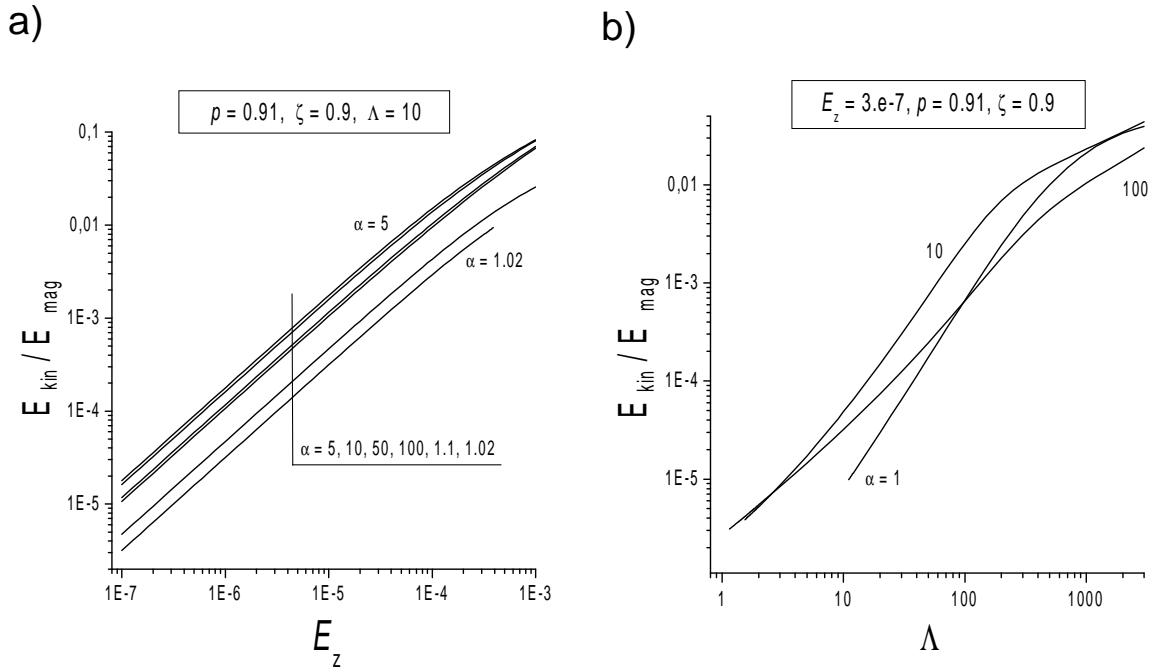 a)
p = 0.91, ζ = 0.9, Λ = 10
0,1
0,01
1E-3
1E-4
1E-5
E kin / E mag
α = 5
α = 1.02
α = 5, 10, 50, 100, 1.1, 1.02
1E-7
1E-6
1E-5
1E-4
1E-3
E z
b)
E z = 3.e-7, p = 0.91, ζ = 0.9
0,01
1E-3
1E-4
1E-5
E kin / E mag
100
10
α = 1
1
10
100
1000
Λ